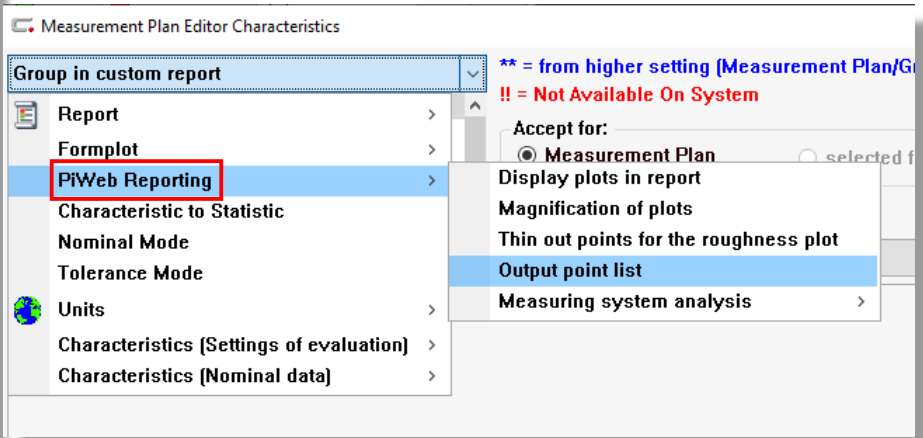 Measurement Plan Editor Characteristics
Group in custom report
** = from higher setting (Measurement Plan/G
!! = Not Available On System
Accept for:
Measurement Plan
selected f
Report
Formplot
PiWeb Reporting
Characteristic to Statistic
Nominal Mode
Tolerance Mode
Units
Characteristics (Settings of evaluation)
Characteristics (Nominal data)
Display plots in report
Magnification of plots
Thin out points for the roughness plot
Output point list
Measuring system analysis